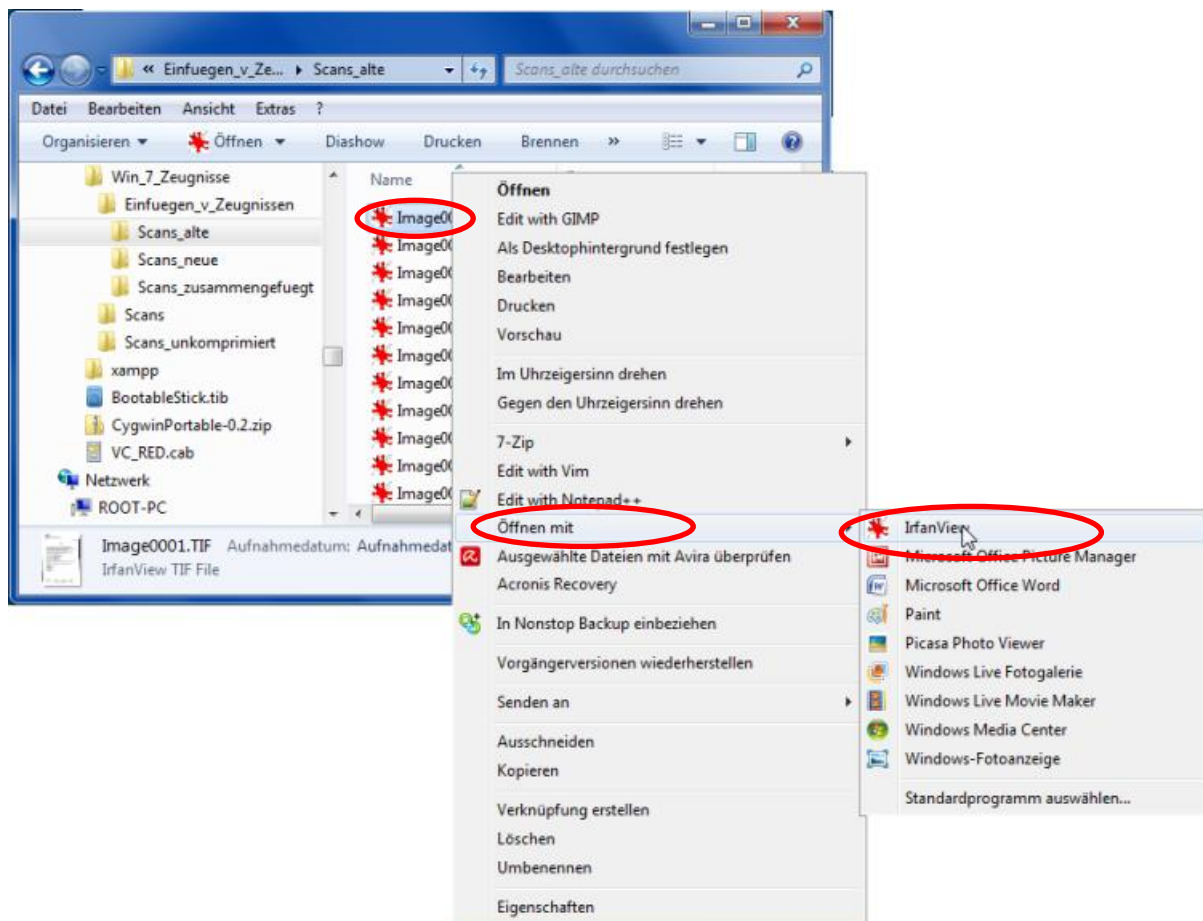 « Einfuegen_v_Ze... Scans_alte
Scans_alte durchsuchen
Datei Bearbeiten Ansicht Extras ?
Organisieren Öffnen Diashow Drucken Brennen »
Win_7_Zeugnisse
Einfuegen_v_Zeugnissen
Scans_alte
Scans_neue
Scans_zusammengefuegt
Scans
Scans_unkomprimiert
xampp
BootableStick.tib
CygwinPortable-0.2.zip
VC_RED.cab
Netzwerk
ROOT-PC
Name
Image00
Image00
Image00
Image00
Image00
Image00
Image00
Image00
Image00
Image00
Image00
Image0001.TIF Aufnahmedatum: Aufnahmedat
IrfanView TIF File
Öffnen
Edit with GIMP
Als Desktophintergrund festlegen
Bearbeiten
Drucken
Vorschau
Im Uhrzeigersinn drehen
Gegen den Uhrzeigersinn drehen
7-Zip
Edit with Vim
Edit with Notepad++
Öffnen mit
Ausgewählte Dateien mit Avira überprüfen
Acronis Recovery
In Nonstop Backup einbeziehen
Vorgängerversionen wiederherstellen
Senden an
Ausschneiden
Kopieren
Verknüpfung erstellen
Löschen
Umbenennen
Eigenschaften
IrfanView
Microsoft Office Picture Manager
Microsoft Office Word
Paint
Picasa Photo Viewer
Windows Live Fotogalerie
Windows Live Movie Maker
Windows Media Center
Windows-Fotoanzeige
Standardprogramm auswählen...